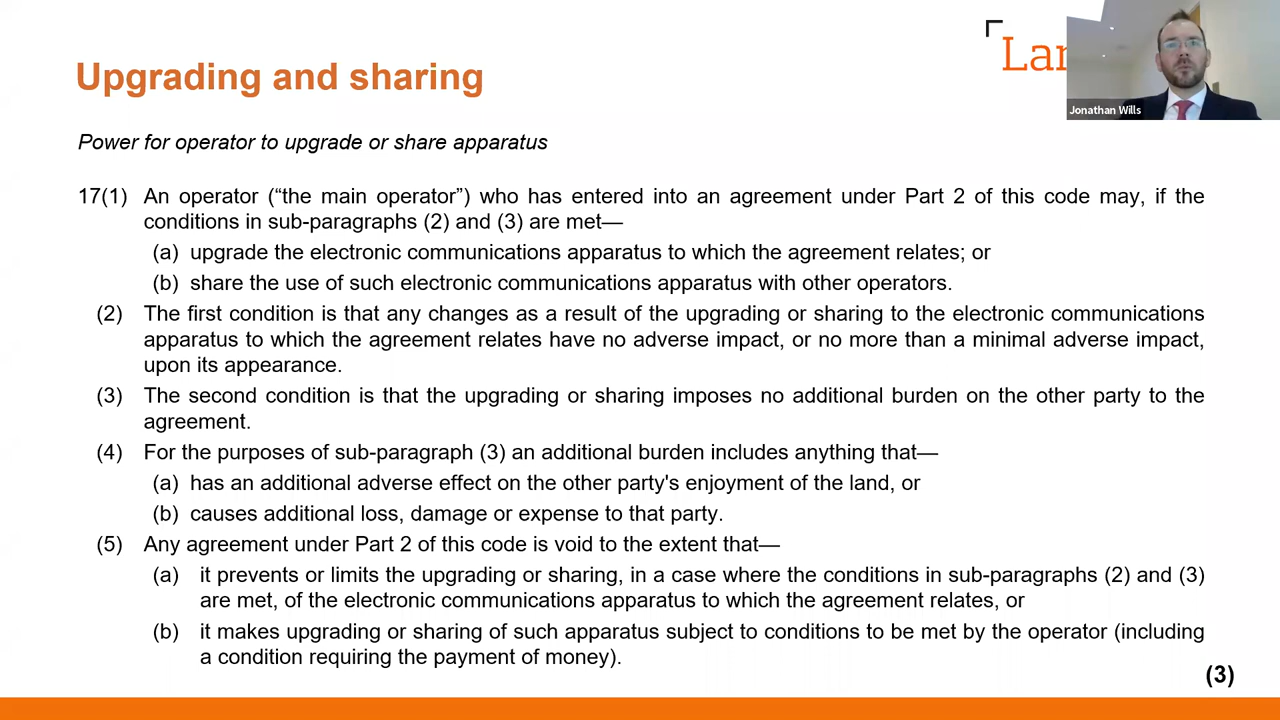 Upgrading and sharing
Jonathan Wills
Power for operator to upgrade or share apparatus
17(1) An operator (“the main operator”) who has entered into an agreement under Part 2 of this code may, if the
conditions in sub-paragraphs (2) and (3) are met—
(a) upgrade the electronic communications apparatus to which the agreement relates; or
(b) share the use of such electronic communications apparatus with other operators.
(2) The first condition is that any changes as a result of the upgrading or sharing to the electronic communications
apparatus to which the agreement relates have no adverse impact, or no more than a minimal adverse impact,
upon its appearance.
(3) The second condition is that the upgrading or sharing imposes no additional burden on the other party to the
agreement.
(4) For the purposes of sub-paragraph (3) an additional burden includes anything that—
(a) has an additional adverse effect on the other party's enjoyment of the land, or
(b) causes additional loss, damage or expense to that party.
(5) Any agreement under Part 2 of this code is void to the extent that—
(a) it prevents or limits the upgrading or sharing, in a case where the conditions in sub-paragraphs (2) and (3)
are met, of the electronic communications apparatus to which the agreement relates, or
(b) it makes upgrading or sharing of such apparatus subject to conditions to be met by the operator (including
a condition requiring the payment of money).
(3)